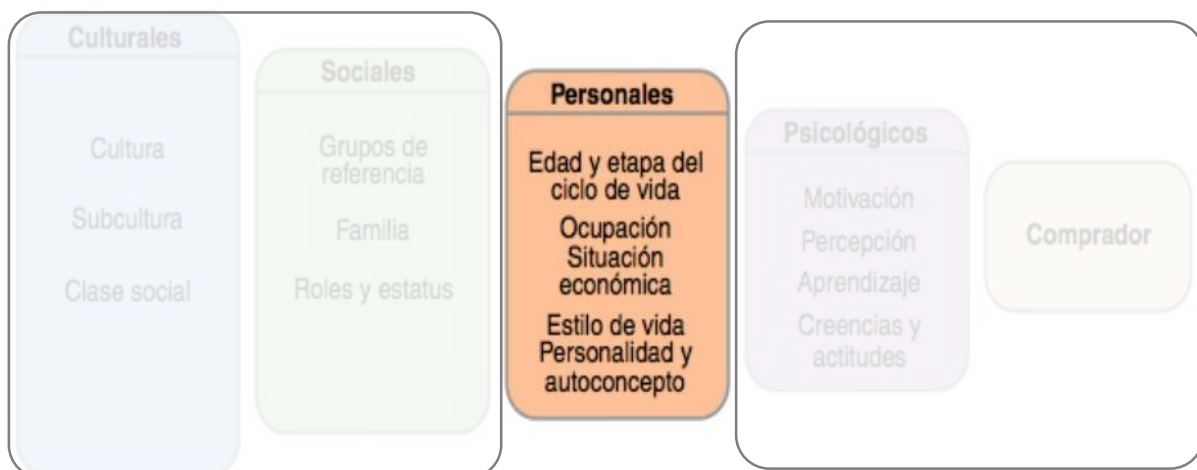 Culturales
Cultura
Subcultura
Clase social
Sociales
Grupos de
referencia
Familia
Roles y estatus
Personales
Edad y etapa del
ciclo de vida
Ocupación
Situación
económica
Estilo de vida
Personalidad y
autoconcepto
Psicológicos
Motivación
Percepción
Aprendizaje
Creencias y
actitudes
Comprador